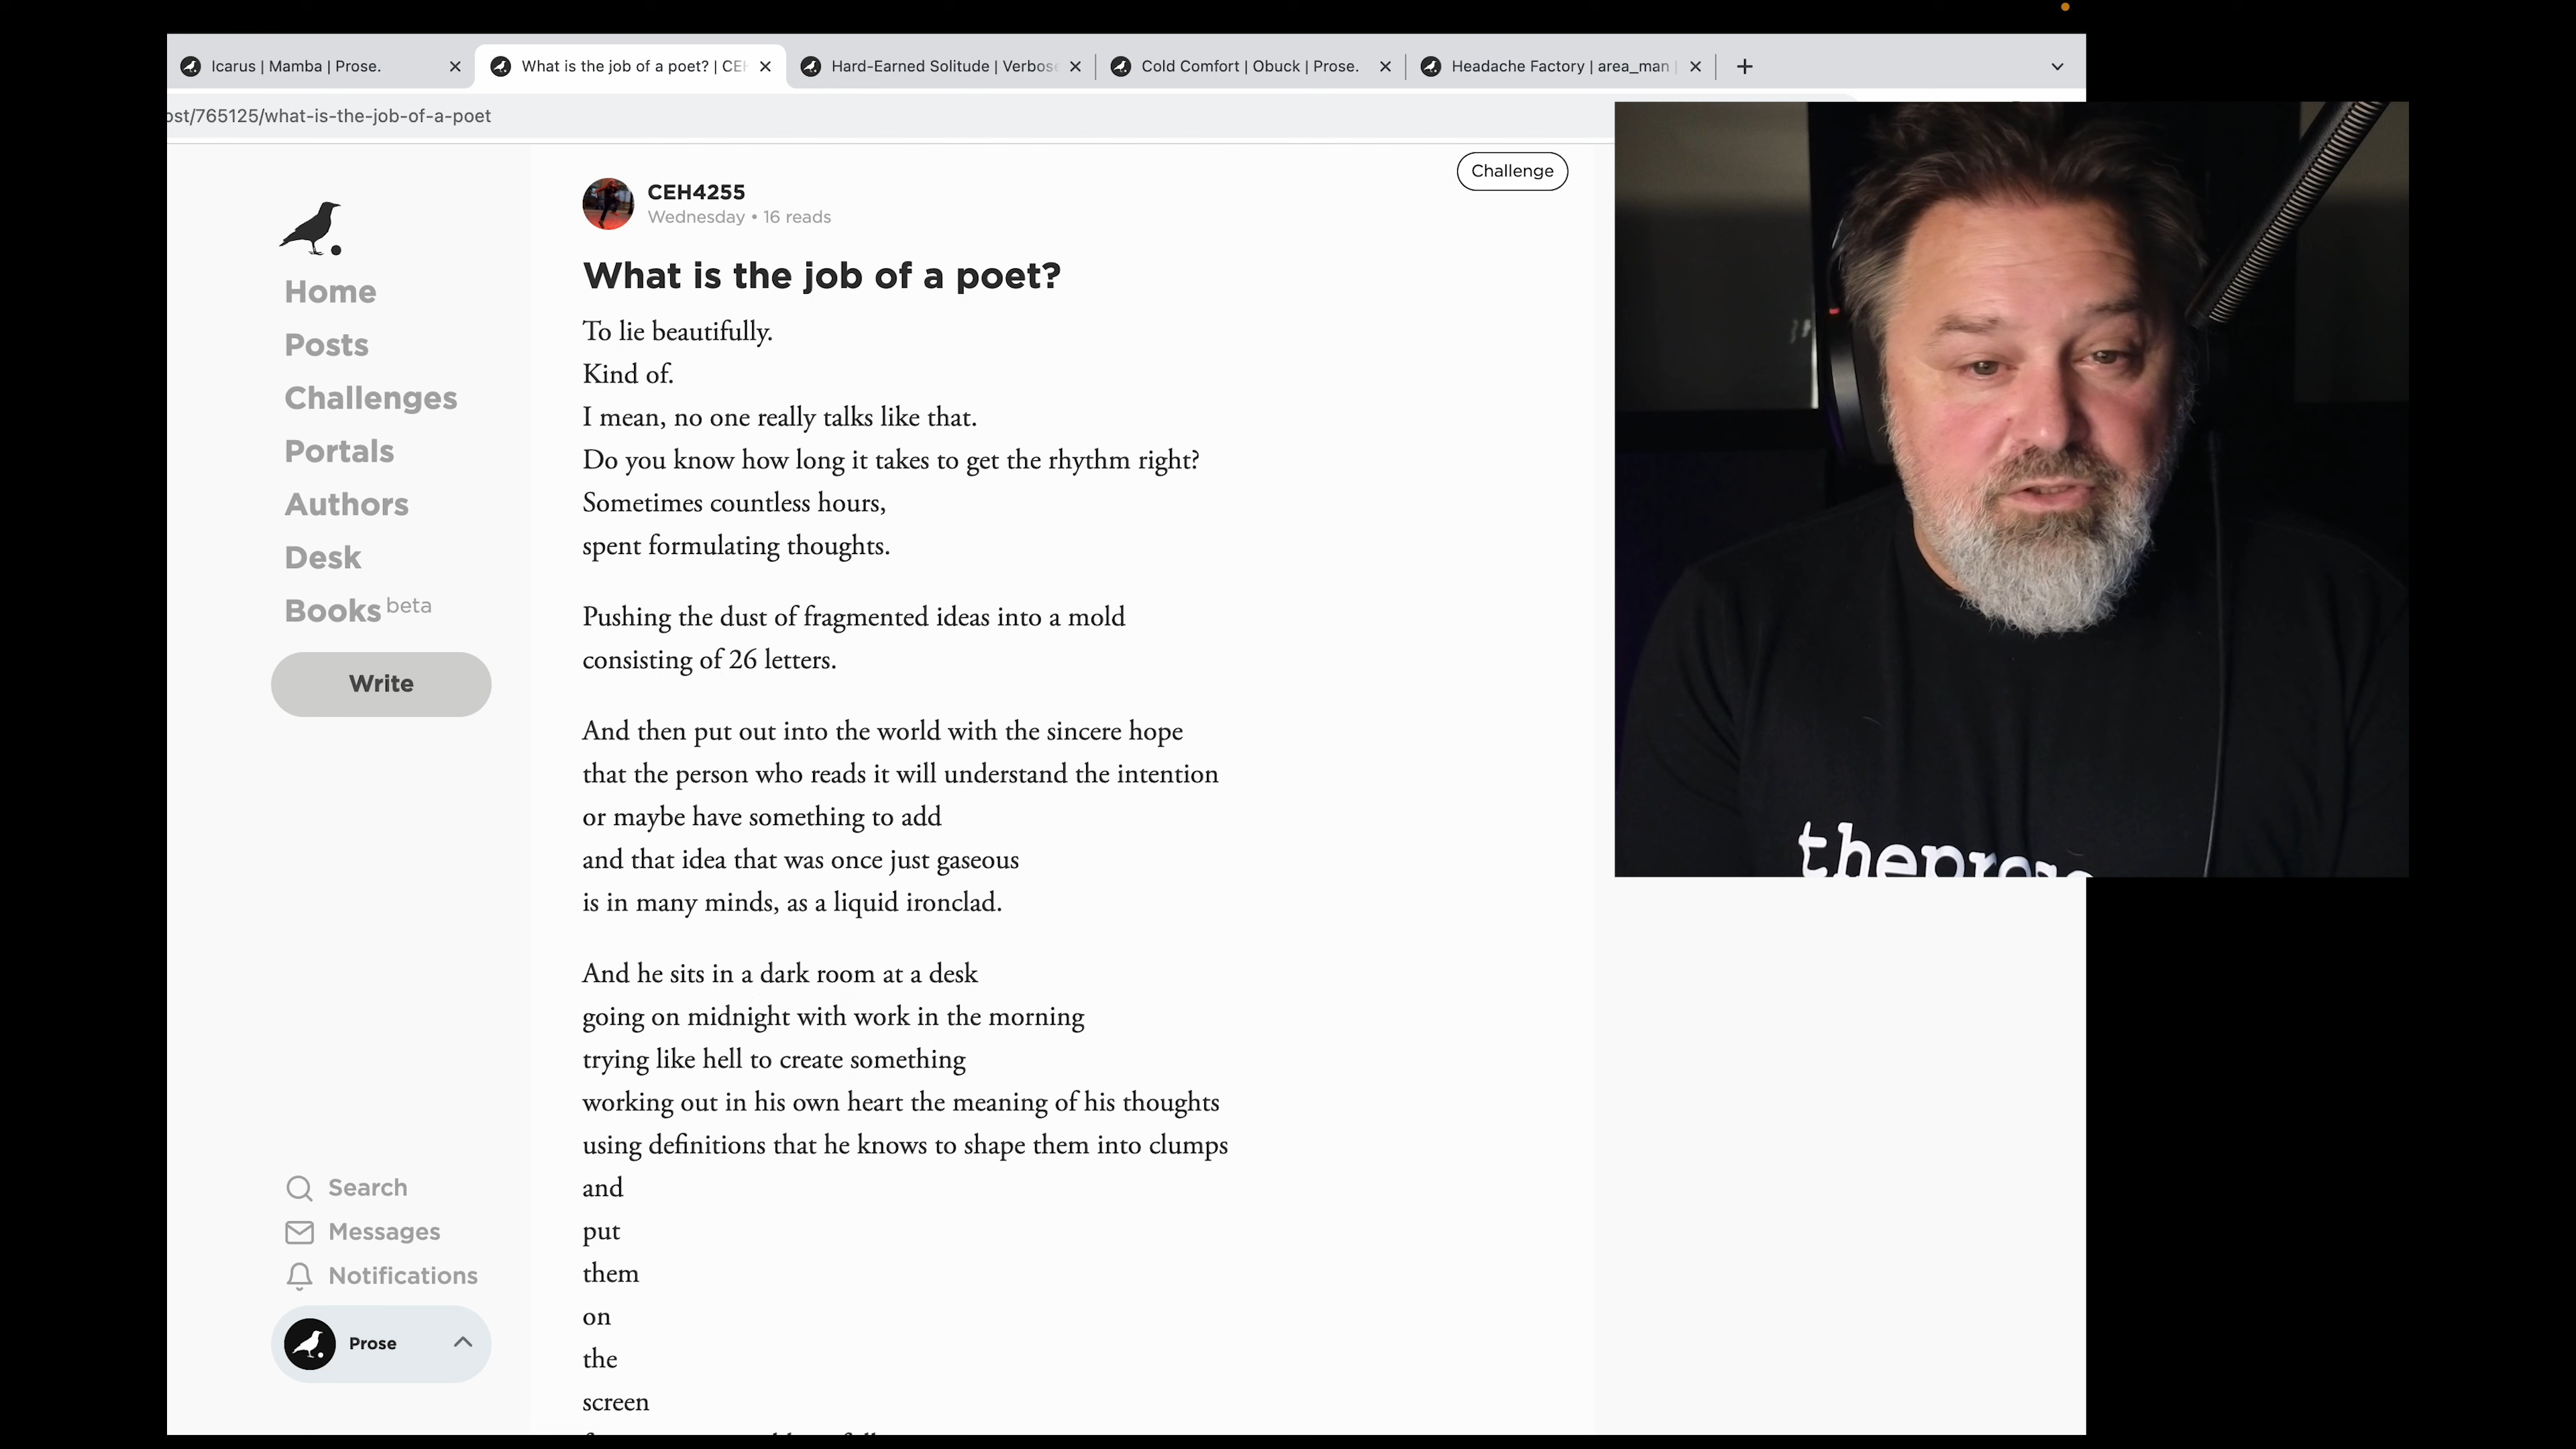 Icarus | Mamba | Prose.
What is the job of a poet? | CEH
Hard-Earned Solitude | Verbose
Cold Comfort | Obuck | Prose.
Headache Factory | area_man |
ost/765125/what-is-the-job-of-a-poet
Challenge
CEH4255
Wednesday • 16 reads
What is the job of a poet?
To lie beautifully.
Kind of.
I mean, no one really talks like that.
Do you know how long it takes to get the rhythm right?
Sometimes countless hours,
spent formulating thoughts.
Pushing the dust of fragmented ideas into a mold
consisting of 26 letters.
And then put out into the world with the sincere hope
that the person who reads it will understand the intention
or maybe have something to add
and that idea that was once just gaseous
is in many minds, as a liquid ironclad.
And he sits in a dark room at a desk
going on midnight with work in the morning
trying like hell to create something
working out in his own heart the meaning of his thoughts
using definitions that he knows to shape them into clumps
and
put
them
on
the
screen
Home
Posts
Challenges
Portals
Authors
Desk
Books beta
Write
Search
Messages
Notifications
Prose